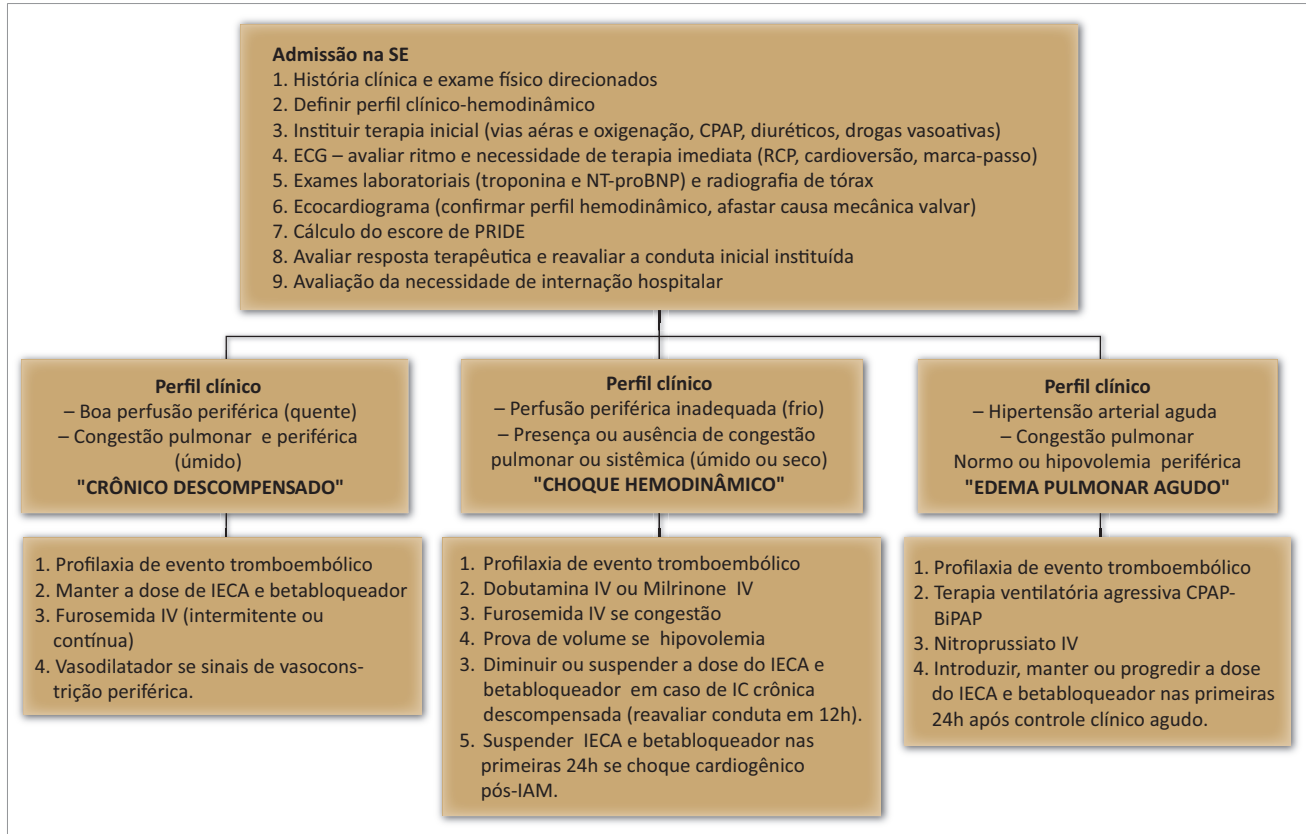 Admissão na SE
1. História clínica e exame físico direcionados
2. Definir perfil clínico-hemodinâmico
3. Instituir terapia inicial (vias aéras e oxigenação, CPAP, diuréticos, drogas vasoativas)
4. ECG – avaliar ritmo e necessidade de terapia imediata (RCP, cardioversão, marca-passo)
5. Exames laboratoriais (troponina e NT-proBNP) e radiografia de tórax
6. Ecocardiograma (confirmar perfil hemodinâmico, afastar causa mecânica valvar)
7. Cálculo do escore de PRIDE
8. Avaliar resposta terapêutica e reavaliar a conduta inicial instituída
9. Avaliação da necessidade de internação hospitalar
Perfil clínico
– Boa perfusão periférica (quente)
– Congestão pulmonar e periférica
(úmido)
"CRÔNICO DESCOMPENSADO"
Perfil clínico
– Perfusão periférica inadequada (frio)
– Presença ou ausência de congestão
pulmonar ou sistêmica (úmido ou seco)
"CHOQUE HEMODINÂMICO"
Perfil clínico
– Hipertensão arterial aguda
– Congestão pulmonar
Normo ou hipovolemia periférica
"EDEMA PULMONAR AGUDO"
1. Profilaxia de evento tromboembólico
2. Manter a dose de IECA e betabloqueador
3. Furosemida IV (intermitente ou
contínua)
4. Vasodilatador se sinais de vasocons-
trição periférica.
1. Profilaxia de evento tromboembólico
2. Dobutamina IV ou Milrinone IV
3. Furosemida IV se congestão
4. Prova de volume se hipovolemia
3. Diminuir ou suspender a dose do IECA e
betabloqueador em caso de IC crônica
descompensada (reavaliar conduta em 12h).
5. Suspender IECA e betabloqueador nas
primeiras 24h se choque cardiogênico
pós-IAM.
1. Profilaxia de evento tromboembólico
2. Terapia ventilatória agressiva CPAP-
BiPAP
3. Nitroprussiato IV
4. Introduzir, manter ou progredir a dose
do IECA e betabloqueador nas primeiras
24h após controle clínico agudo.